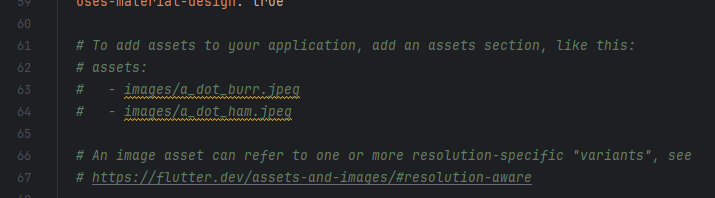 59 uses-material-design: true
60
61 # To add assets to your application, add an assets section, like this:
62 # assets:
63 #   - images/a_dot_burr.jpeg
64 #   - images/a_dot_ham.jpeg
65
66 # An image asset can refer to one or more resolution-specific "variants", see
67 # https://flutter.dev/assets-and-images/#resolution-aware
68